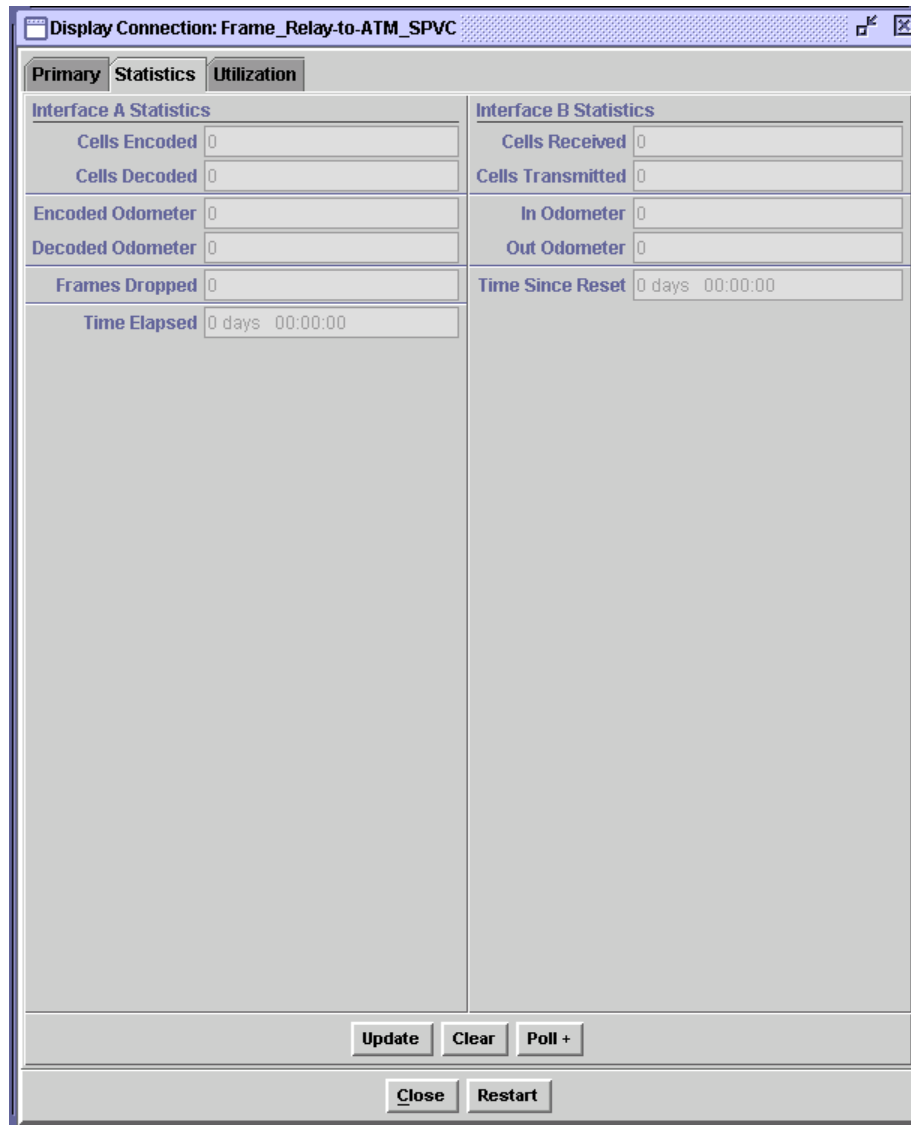 Display Connection: Frame_Relay-to-ATM_SPVC
Primary Statistics Utilization
Interface A Statistics
Cells Encoded 0
Cells Decoded 0
Encoded Odometer 0
Decoded Odometer 0
Frames Dropped 0
Time Elapsed 0 days 00:00:00
Interface B Statistics
Cells Received 0
Cells Transmitted 0
In Odometer 0
Out Odometer 0
Time Since Reset 0 days 00:00:00
Update Clear Poll +
Close Restart